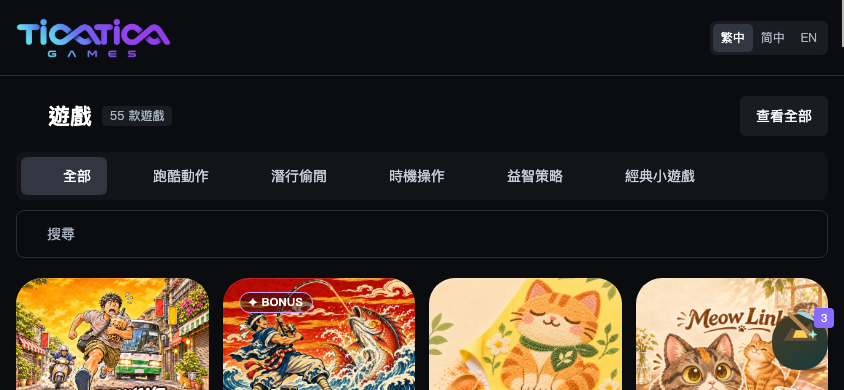 TICATICA
GAMES
繁中 简中 EN
遊戲 55 款遊戲 查看全部
全部 跑酷動作 潛行偷閒 時機操作 益智策略 經典小遊戲
搜尋
✦ BONUS
Meow Link
3